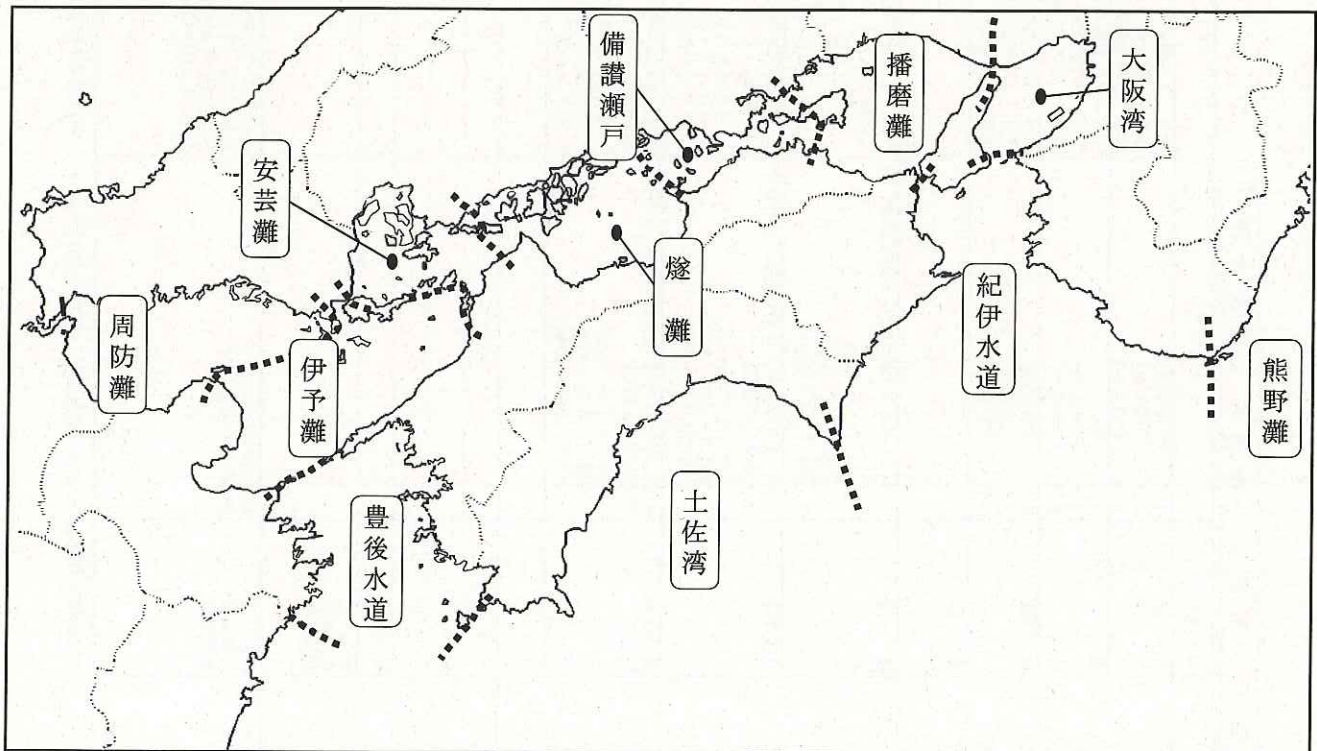 大阪湾
播磨灘
備讃瀬戸
安芸灘
燧灘
紀伊水道
熊野灘
周防灘
伊予灘
豊後水道
土佐湾